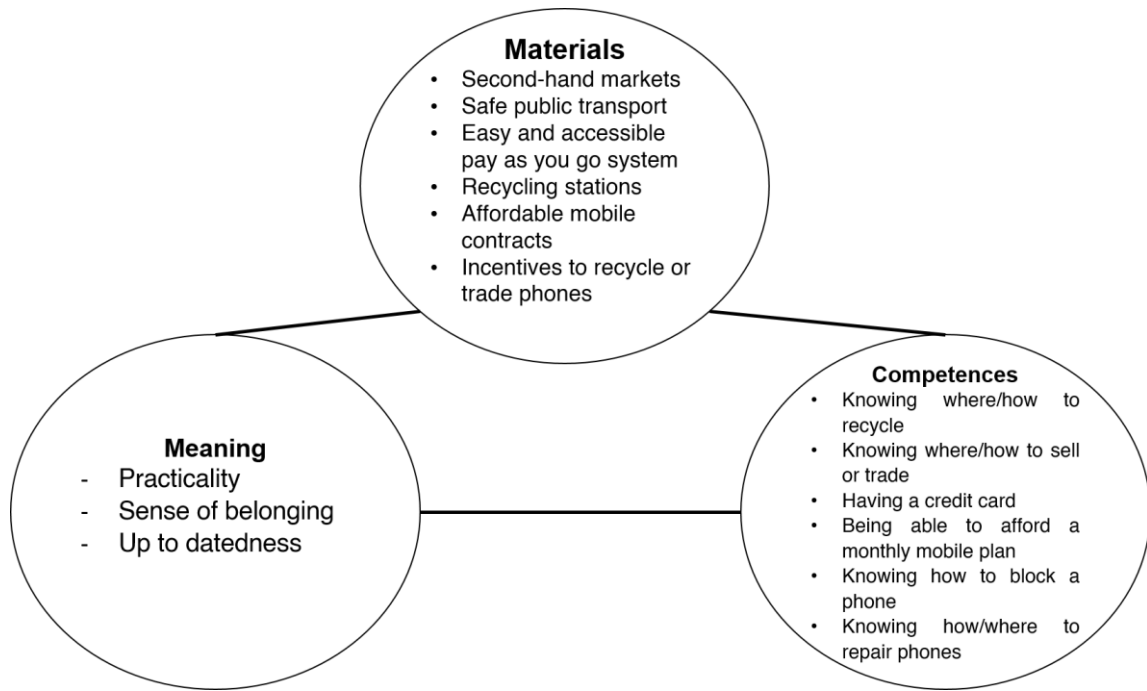 Materials
• Second-hand markets
• Safe public transport
• Easy and accessible
pay as you go system
• Recycling stations
• Affordable mobile
contracts
• Incentives to recycle or
trade phones
Meaning
- Practicality
- Sense of belonging
- Up to datedness
Competences
• Knowing where/how to
recycle
• Knowing where/how to sell
or trade
• Having a credit card
• Being able to afford a
monthly mobile plan
• Knowing how to block a
phone
• Knowing how/where to
repair phones